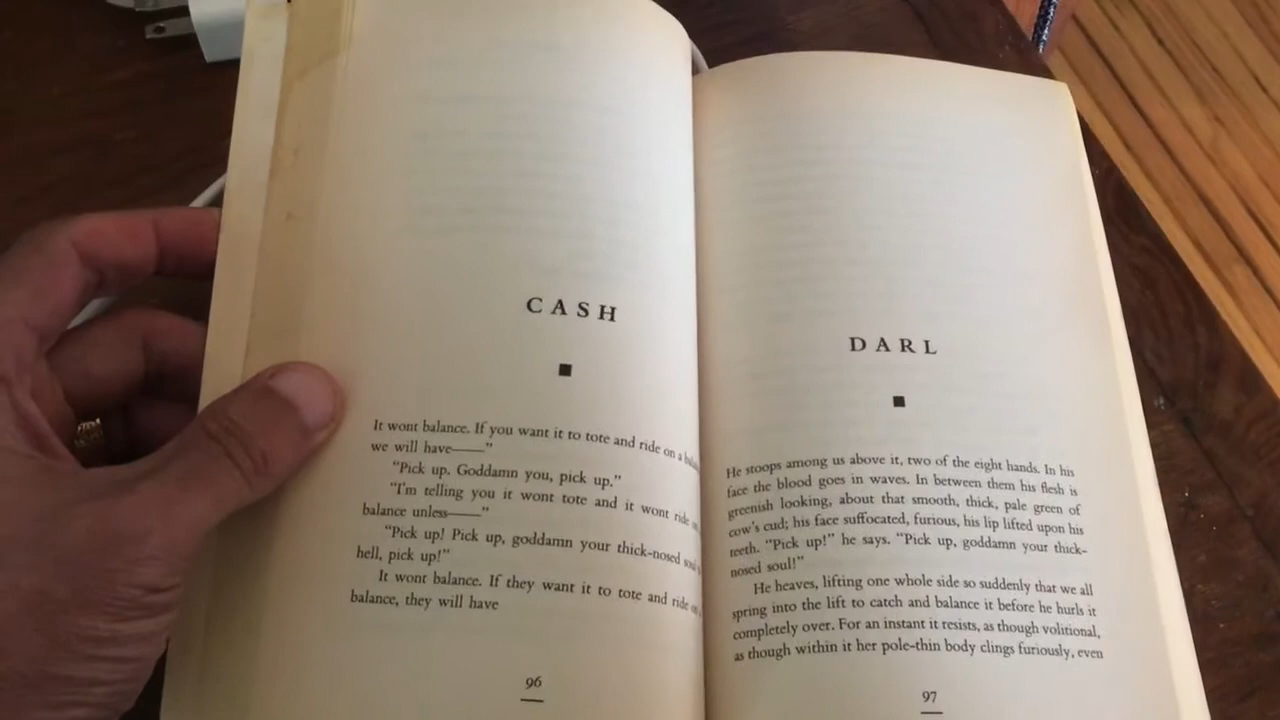 CASH
It wont balance. If you want it to tote and ride on a
we will have——”
“Pick up. Goddamn you, pick up.”
“I'm telling you it wont tote and it wont ride
balance unless——”
“Pick up! Pick up, goddamn your thick-nosed
hell, pick up!”
It wont balance. If they want it to tote and ride
balance, they will have
96
DARL
He stoops among us above it, two of the eight hands. In his
face the blood goes in waves. In between them his flesh is
greenish looking, about that smooth, thick, pale green of
cow's cud; his face suffocated, furious, his lip lifted upon his
teeth. “Pick up!” he says. “Pick up, goddamn your thick-
nosed soul!”
He heaves, lifting one whole side so suddenly that we all
spring into the lift to catch and balance it before he hurls it
completely over. For an instant it resists, as though volitional,
as though within it her pole-thin body clings furiously, even
97